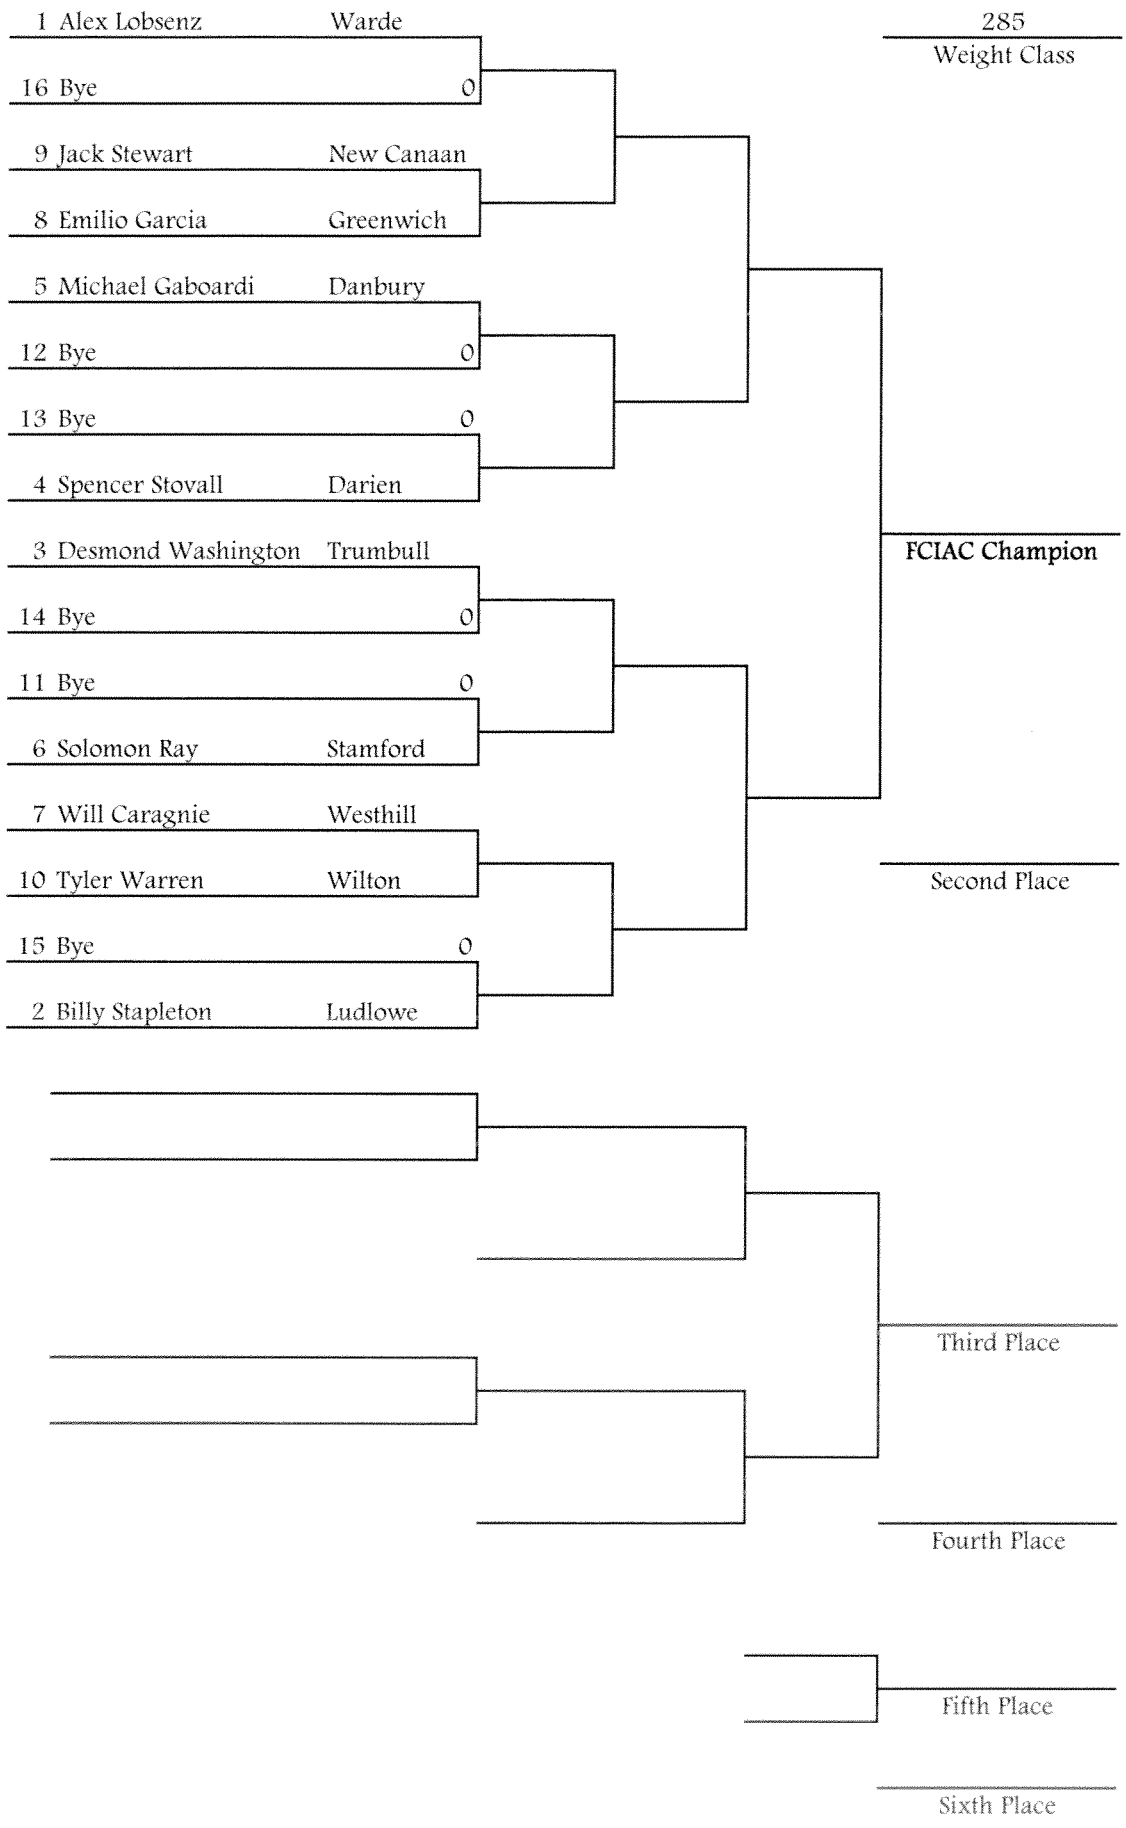 1 Alex Lobsenz Warde 285
Weight Class
16 Bye 0
9 Jack Stewart New Canaan
8 Emilio Garcia Greenwich
5 Michael Gaboardi Danbury
12 Bye 0
13 Bye 0
4 Spencer Stovall Darien
3 Desmond Washington Trumbull
FCIAC Champion
14 Bye 0
11 Bye 0
6 Solomon Ray Stamford
7 Will Caragnie Westhill
10 Tyler Warren Wilton
Second Place
15 Bye 0
2 Billy Stapleton Ludlowe
Third Place
Fourth Place
Fifth Place
Sixth Place